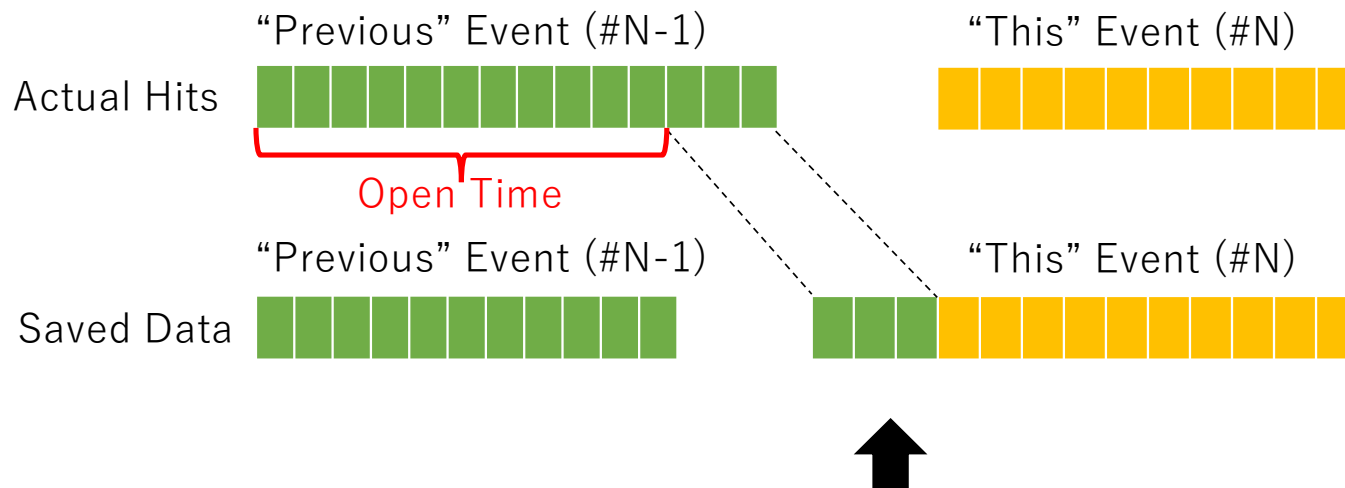 “Previous” Event (#N-1)
“This” Event (#N)
Actual Hits
Open Time
“Previous” Event (#N-1)
“This” Event (#N)
Saved Data